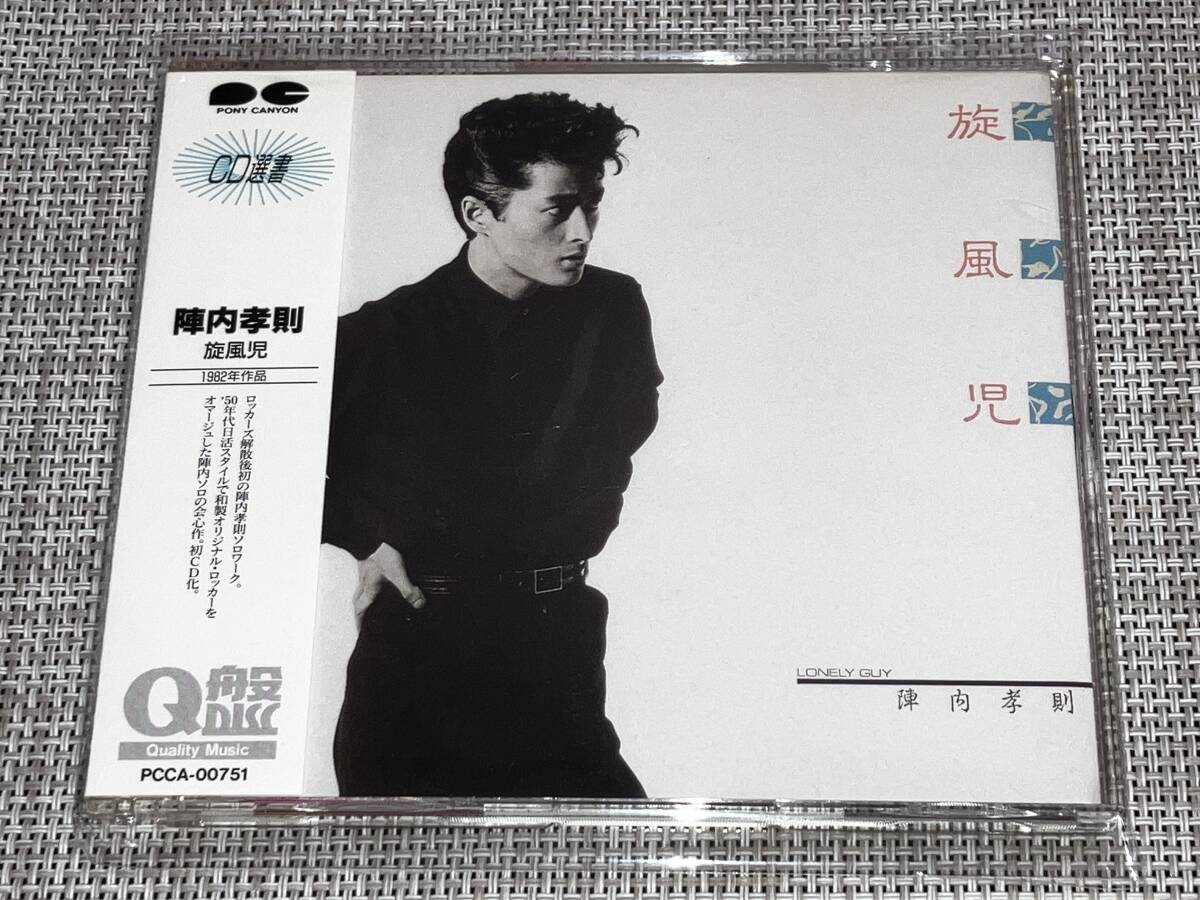 PONY CANYON
CD選書
陣内孝則
旋風児
1982年作品
ロッカーズ解散後初の陣内孝則ソロワーク。
'50年代日活スタイルで和製オリジナル・ロッカーを
オマージュした陣内ソロの会心作。初CD化。
Q盤
DISC
Quality Music
PCCA-00751
旋風児
LONELY GUY
陣内孝則